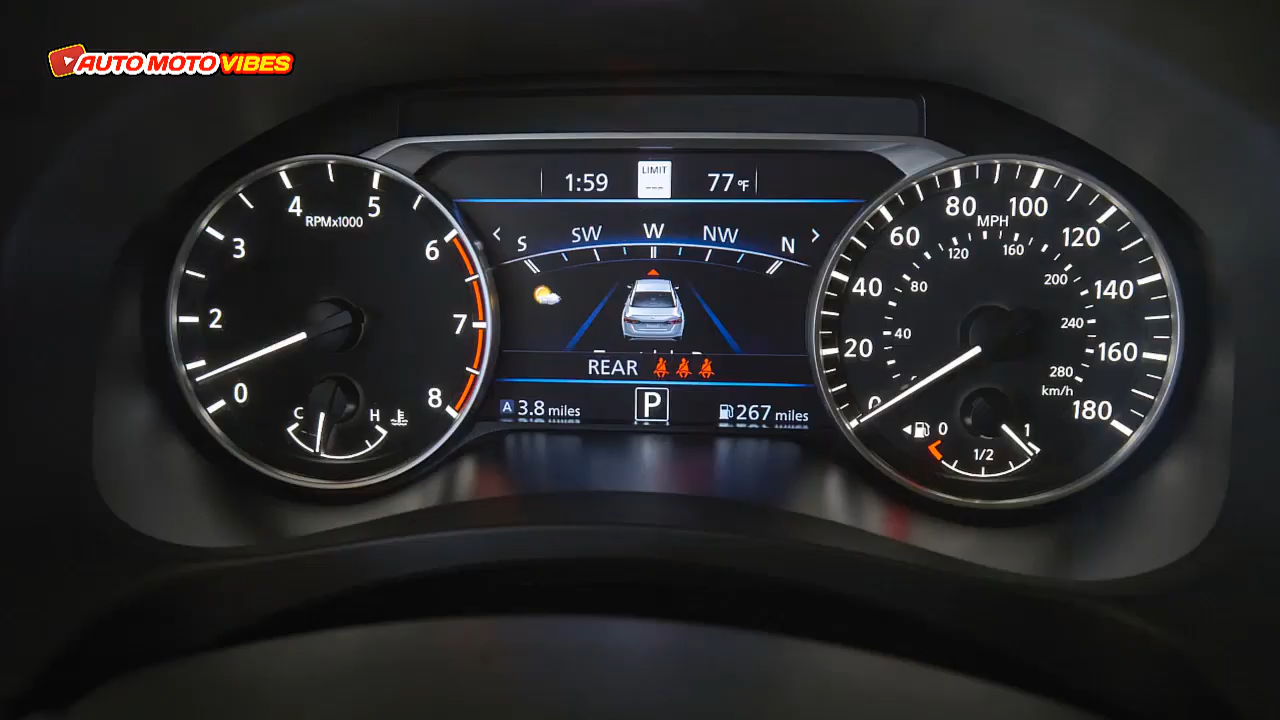 AUTO MOTO VIBES
1:59
LIMIT
---
77°F
S SW W NW N
REAR
A 3.8 miles
P
267 miles
RPMx1000
0 2 3 4 5 6 7 8
C H
MPH
0 20 40 60 80 100 120 140 160 180
40 80 120 160 200 240 280
km/h
0 1/2 1